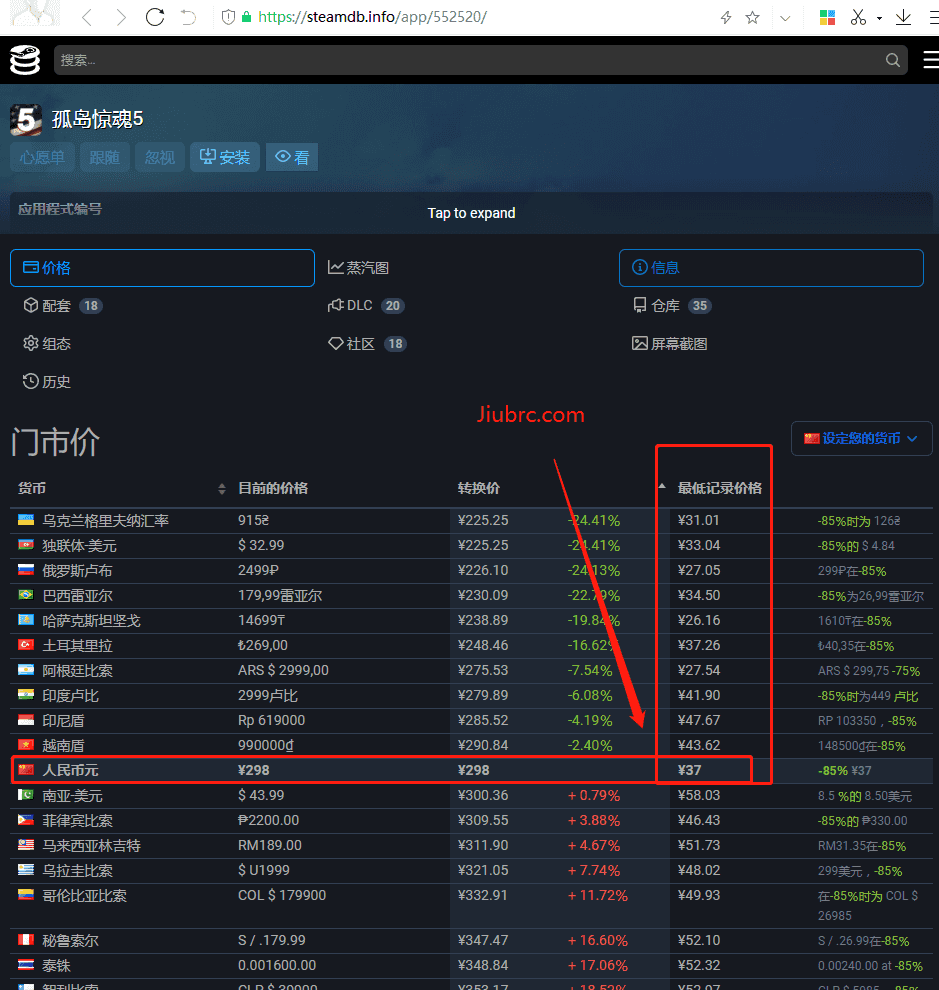 https://steamdb.info/app/552520/
搜索...
5 孤岛惊魂5
心愿单 跟随 忽视 安装 看
应用程式编号
Tap to expand
价格 蒸汽图 信息
配套 18 DLC 20 仓库 35
组态 社区 18 屏幕截图
历史
Jiubrc.com
门市价 设定您的货币
货币 目前的价格 转换价 最低记录价格
乌克兰格里夫纳汇率 915₴ ¥225.25 -24.41% ¥31.01 -85%时为 126₴
独联体-美元 $ 32.99 ¥225.25 -24.41% ¥33.04 -85%的 $ 4.84
俄罗斯卢布 2499₽ ¥226.10 -24.13% ¥27.05 299₽在-85%
巴西雷亚尔 179,99雷亚尔 ¥230.09 -22.79% ¥34.50 -85%为26,99雷亚尔
哈萨克斯坦坚戈 14699₸ ¥238.89 -19.84% ¥26.16 1610₸在-85%
土耳其里拉 ₺269,00 ¥248.46 -16.62% ¥37.26 ₺40,35在-85%
阿根廷比索 ARS $ 2999,00 ¥275.53 -7.54% ¥27.54 ARS $ 299,75 -75%
印度卢比 2999卢比 ¥279.89 -6.08% ¥41.90 -85%时为449 卢比
印尼盾 Rp 619000 ¥285.52 -4.19% ¥47.67 RP 103350，-85%
越南盾 990000₫ ¥290.84 -2.40% ¥43.62 148500₫在-85%
人民币元 ¥298 ¥298 ¥37 -85% ¥37
南亚-美元 $ 43.99 ¥300.36 + 0.79% ¥58.03 8.5 %的 8.50美元
菲律宾比索 ₱2200.00 ¥309.55 + 3.88% ¥46.43 -85%的 ₱330.00
马来西亚林吉特 RM189.00 ¥311.90 + 4.67% ¥51.73 RM31.35在-85%
乌拉圭比索 $ U1999 ¥321.05 + 7.74% ¥48.02 299美元，-85%
哥伦比亚比索 COL $ 179900 ¥332.91 + 11.72% ¥49.93 在-85%时为 COL $
26985
秘鲁索尔 S / .179.99 ¥347.47 + 16.60% ¥52.10 S / .26.99在-85%
泰铢 0.001600.00 ¥348.84 + 17.06% ¥52.32 0.00240.00 at -85%
智利比索 CLP $ 39000 ¥353.17 + 18.52% ¥52.97 CLP $ 5985 -85%